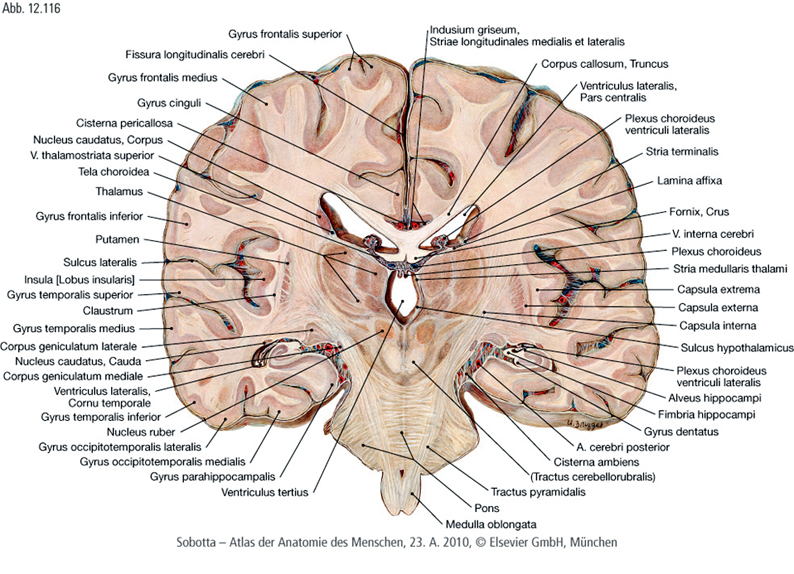 Abb. 12.116
Gyrus frontalis superior
Fissura longitudinalis cerebri
Gyrus frontalis medius
Gyrus cinguli
Cisterna pericallosa
Nucleus caudatus, Corpus
V. thalamostriata superior
Tela choroidea
Thalamus
Gyrus frontalis inferior
Putamen
Sulcus lateralis
Insula [Lobus insularis]
Gyrus temporalis superior
Claustrum
Gyrus temporalis medius
Corpus geniculatum laterale
Nucleus caudatus, Cauda
Corpus geniculatum mediale
Ventriculus lateralis,
Cornu temporale
Gyrus temporalis inferior
Nucleus ruber
Gyrus occipitotemporalis lateralis
Gyrus occipitotemporalis medialis
Gyrus parahippocampalis
Ventriculus tertius
Indusium griseum,
Striae longitudinales medialis et lateralis
Corpus callosum, Truncus
Ventriculus lateralis,
Pars centralis
Plexus choroideus
ventriculi lateralis
Stria terminalis
Lamina affixa
Fornix, Crus
V. interna cerebri
Plexus choroideus
Stria medullaris thalami
Capsula extrema
Capsula externa
Capsula interna
Sulcus hypothalamicus
Plexus choroideus
ventriculi lateralis
Alveus hippocampi
Fimbria hippocampi
Gyrus dentatus
A. cerebri posterior
Cisterna ambiens
(Tractus cerebellorubralis)
Tractus pyramidalis
Pons
Medulla oblongata
Sobotta – Atlas der Anatomie des Menschen, 23. A. 2010, © Elsevier GmbH, München